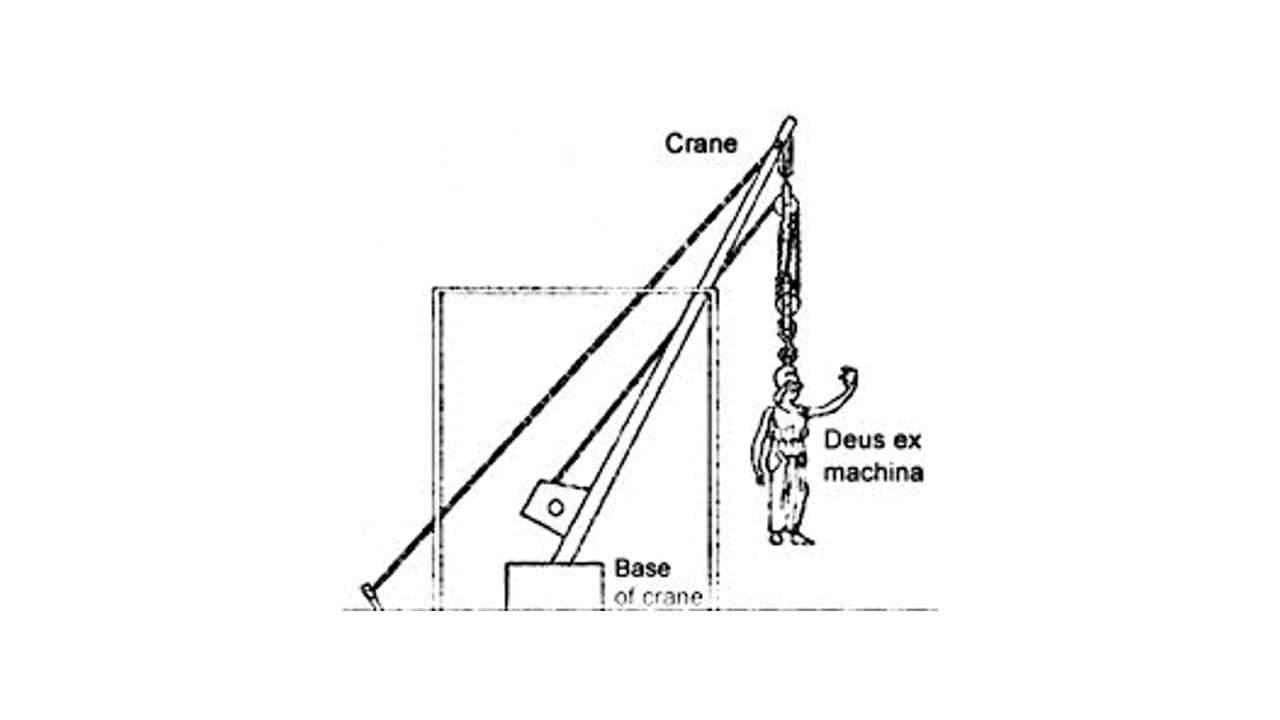 Crane
Deus ex
machina
Base
of crane